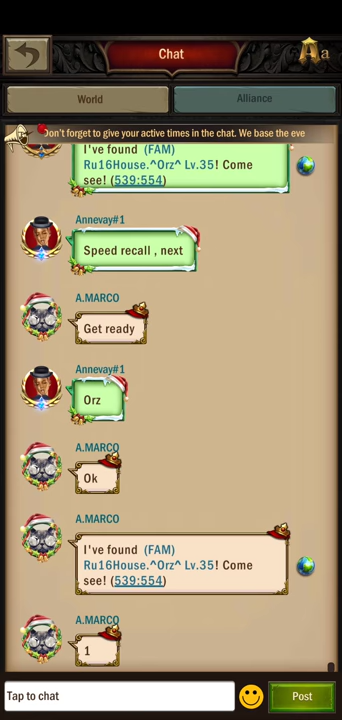 Chat
Aa
World
Alliance
Don't forget to give your active times in the chat. We base the eve
I've found (FAM)
Ru16House.^Orz^ Lv.35! Come
see! (539:554)
Annevay#1
Speed recall , next
A.MARCO
Get ready
Annevay#1
Orz
A.MARCO
Ok
A.MARCO
I've found (FAM)
Ru16House.^Orz^ Lv.35! Come
see! (539:554)
A.MARCO
1
Tap to chat
Post